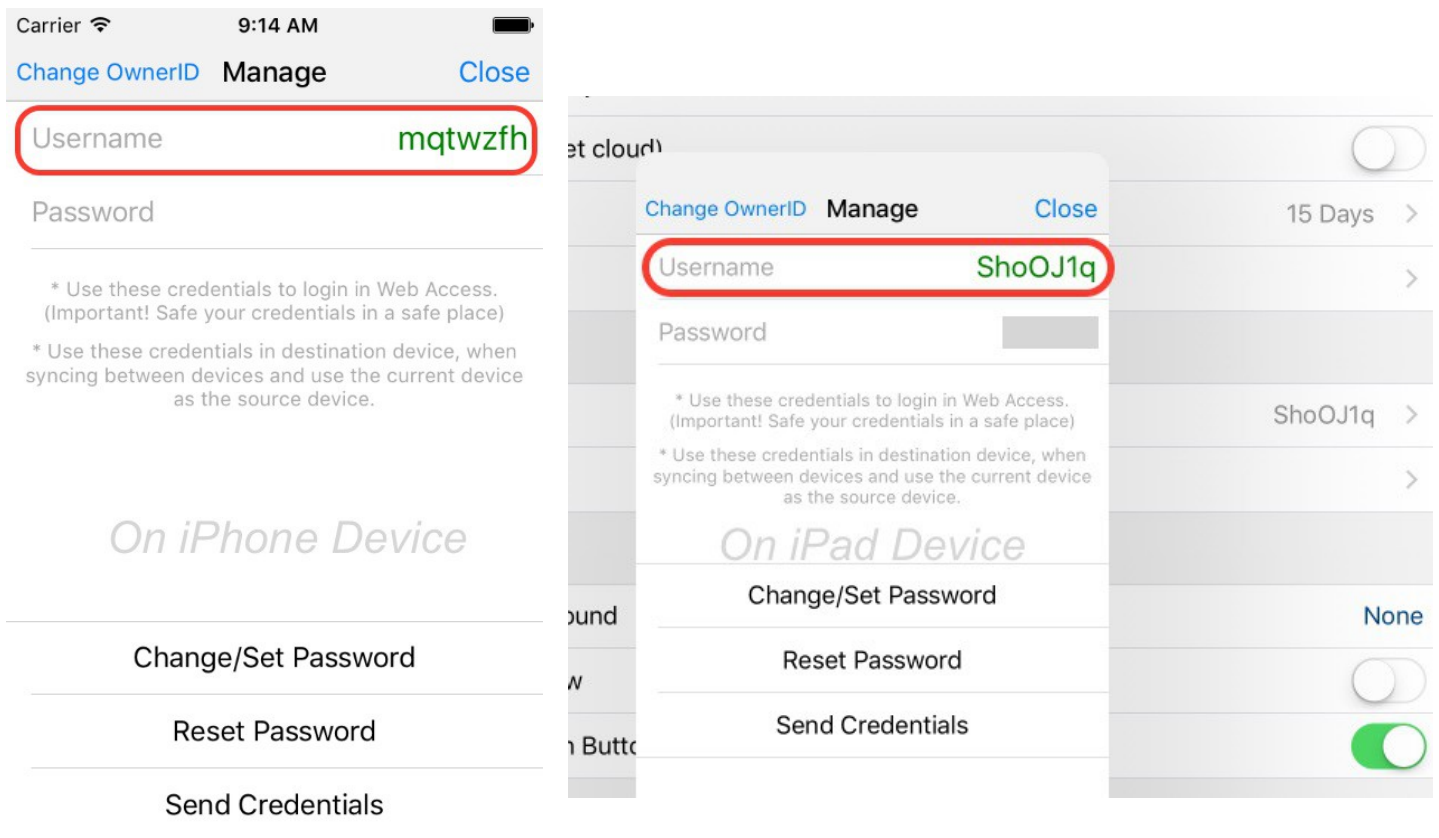 Carrier 9:14 AM
Change OwnerID Manage Close
Username mqtwzfh
Password
* Use these credentials to login in Web Access.
(Important! Safe your credentials in a safe place)
* Use these credentials in destination device, when
syncing between devices and use the current device
as the source device.
On iPhone Device
Change/Set Password
Reset Password
Send Credentials
et cloud)
15 Days
ShoOJ1q
ound None
w
n Butto
Change OwnerID Manage Close
Username ShoOJ1q
Password
* Use these credentials to login in Web Access.
(Important! Safe your credentials in a safe place)
* Use these credentials in destination device, when
syncing between devices and use the current device
as the source device.
On iPad Device
Change/Set Password
Reset Password
Send Credentials